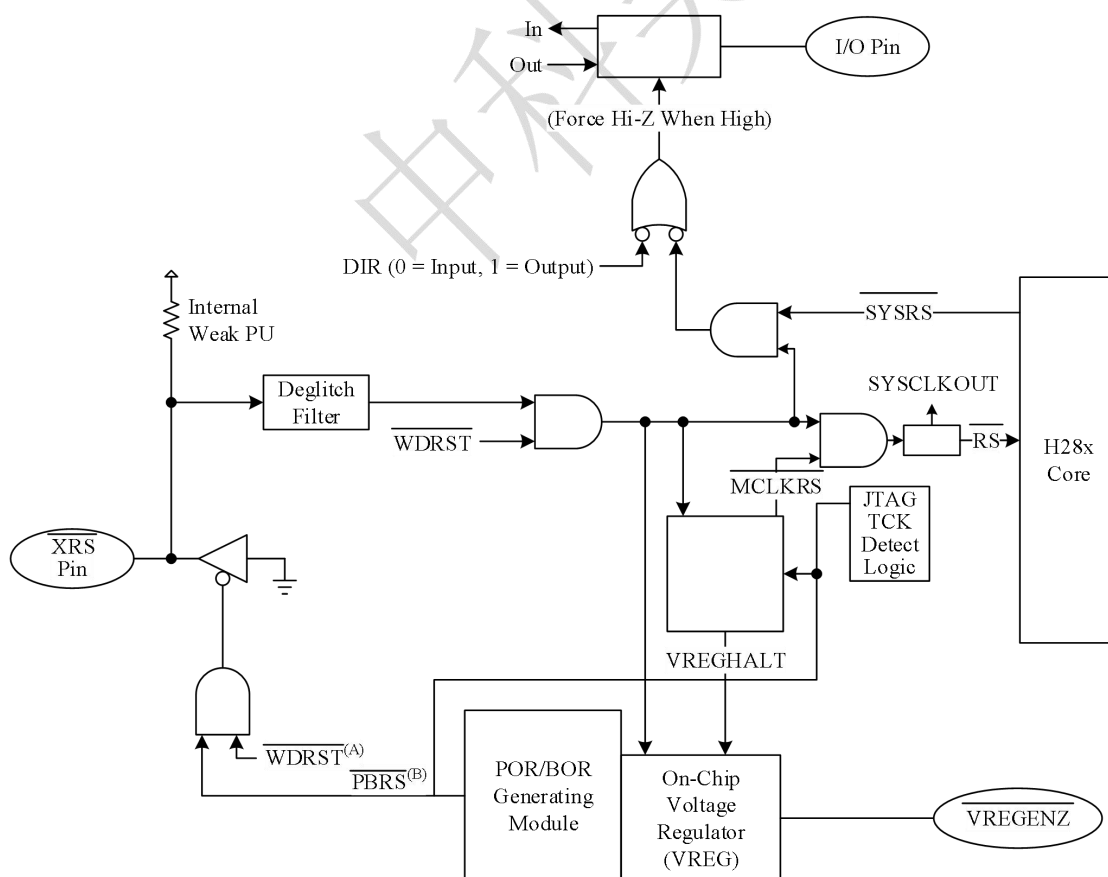 In
I/O Pin
Out
(Force Hi-Z When High)
DIR (0 = Input, 1 = Output)
Internal
Weak PU
SYSRS
SYSCLKOUT
Deglitch
Filter
WDRST
RS
H28x
Core
MCLKRS
JTAG
TCK
Detect
Logic
XRS
Pin
VREGHALT
WDRST(A)
PBRS(B)
POR/BOR
Generating
Module
On-Chip
Voltage
Regulator
(VREG)
VREGENZ
中科